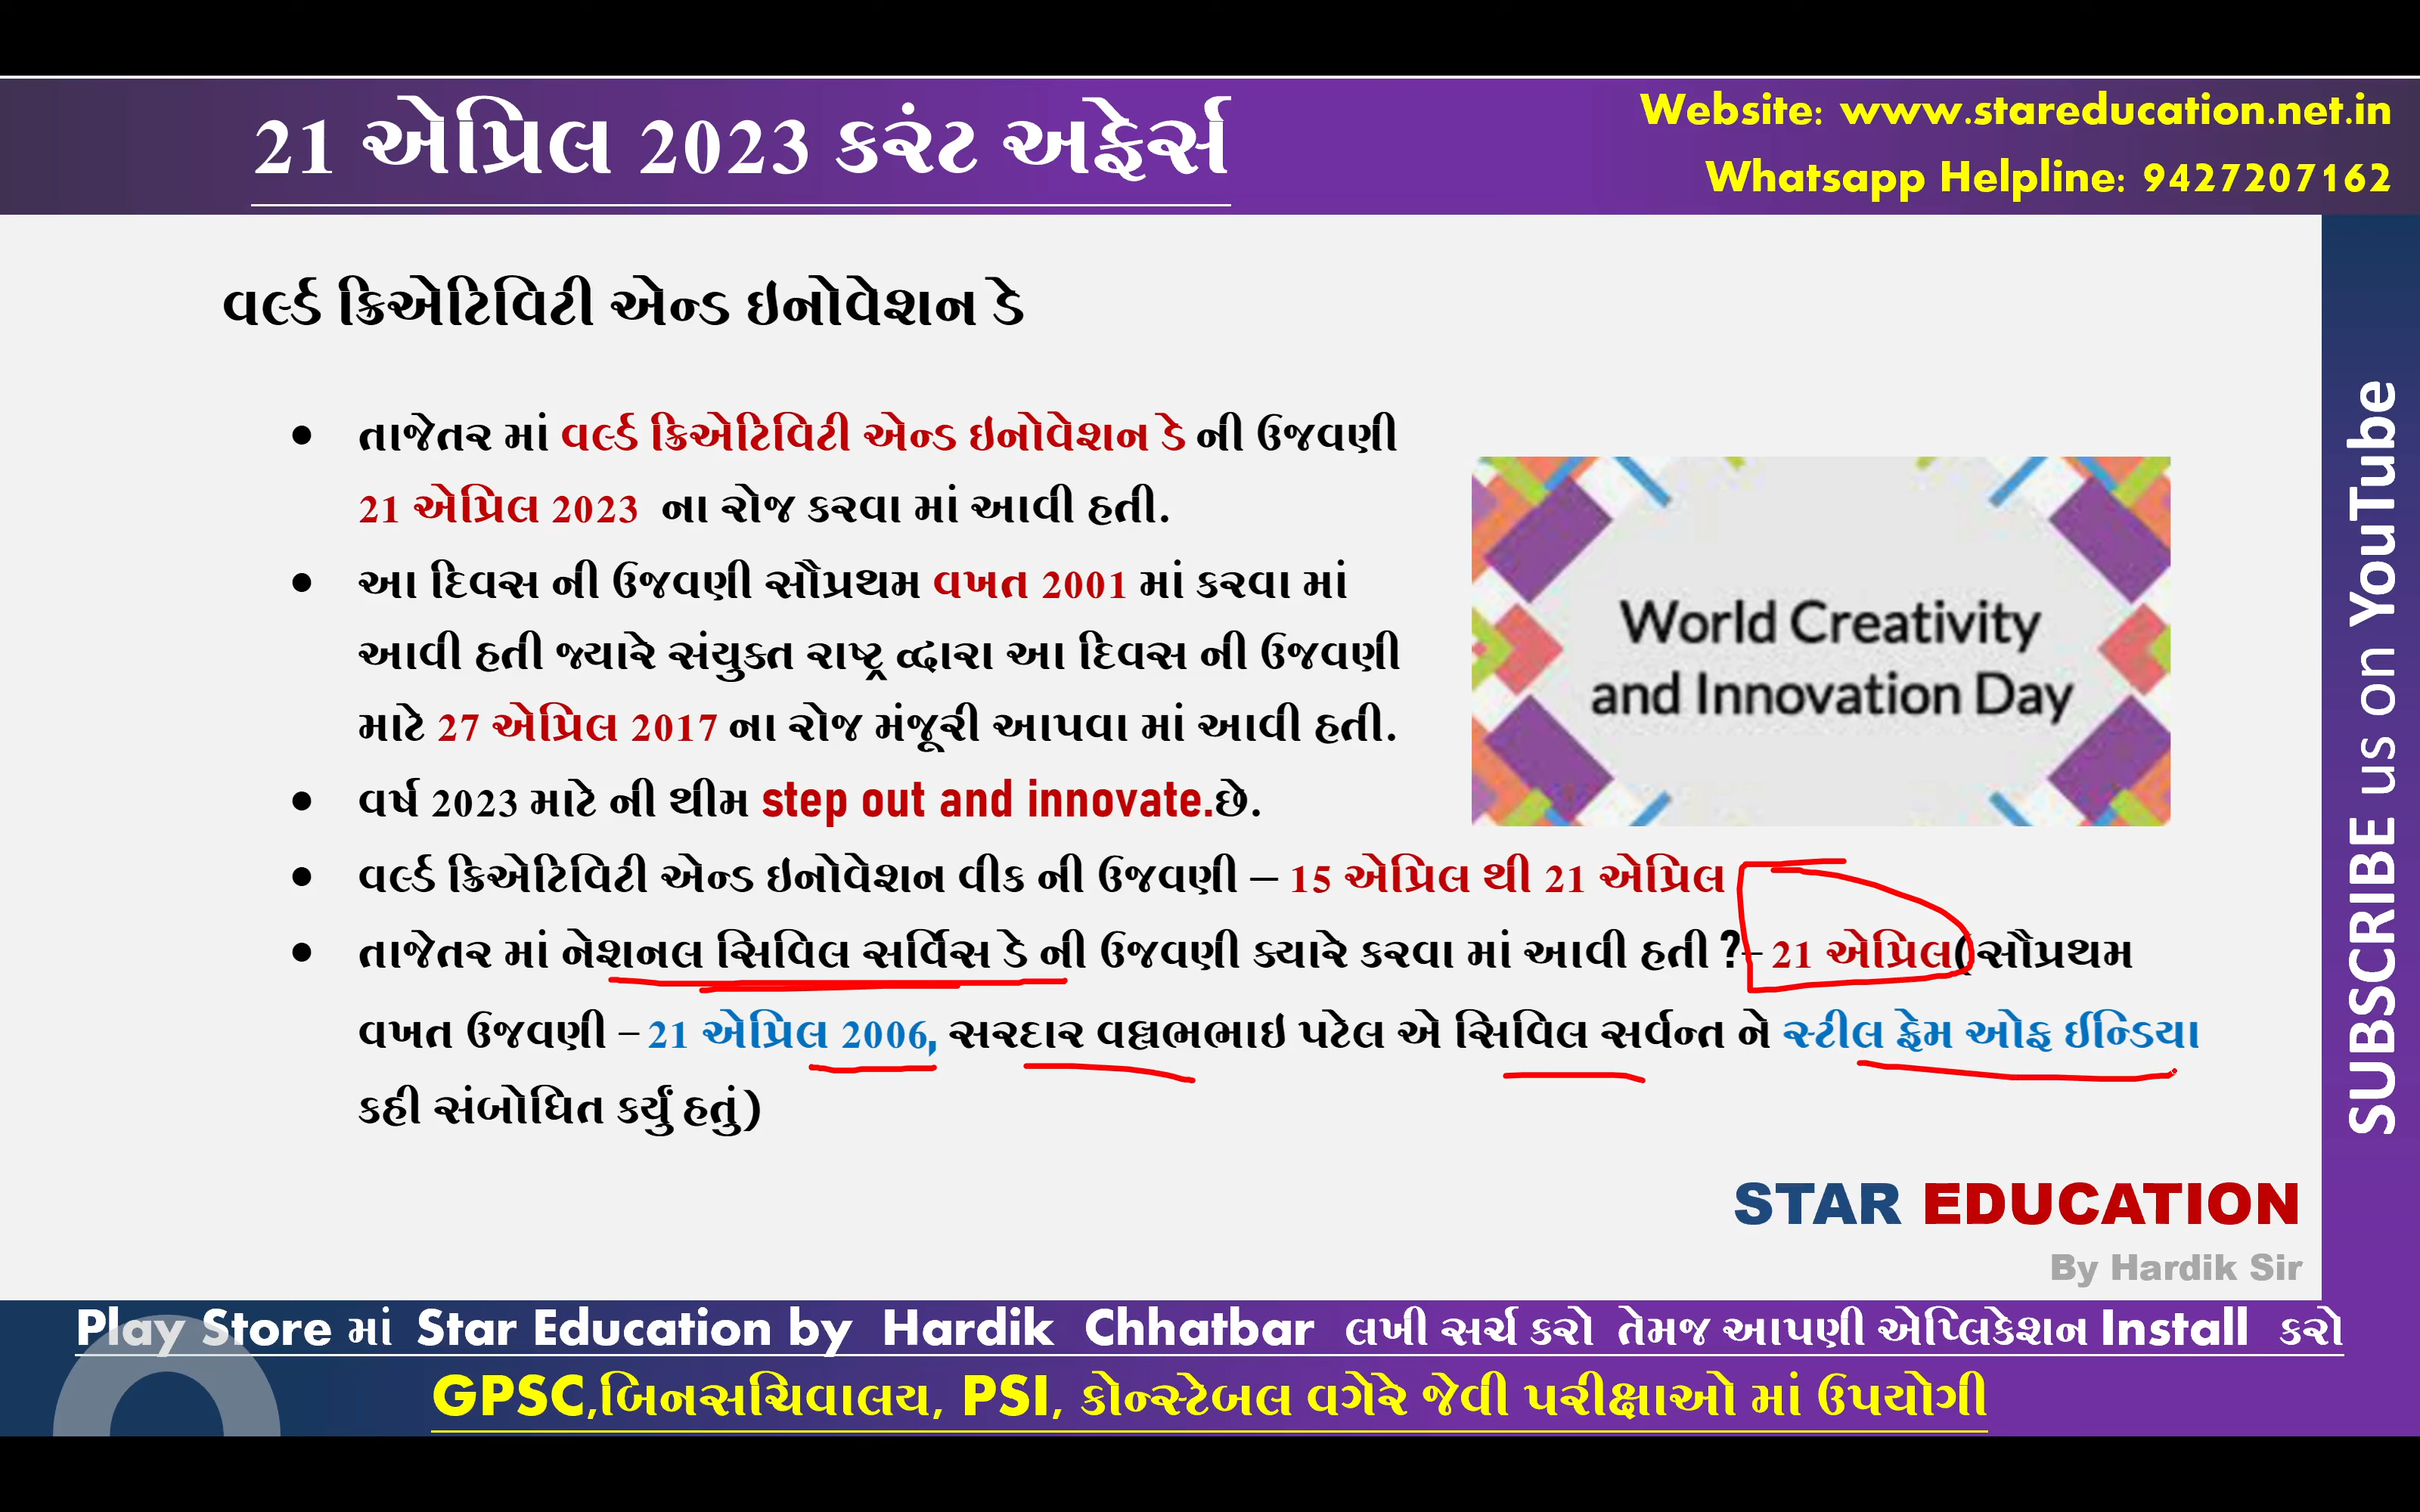 21 એપ્રિલ 2023 કરંટ અફેર્સ
Website: www.stareducation.net.in
Whatsapp Helpline: 9427207162
વર્લ્ડ ક્રિએટિવિટી એન્ડ ઇનોવેશન ડે
• તાજેતર માં વર્લ્ડ ક્રિએટિવિટી એન્ડ ઇનોવેશન ડે ની ઉજવણી
21 એપ્રિલ 2023 ના રોજ કરવા માં આવી હતી.
• આ દિવસ ની ઉજવણી સૌપ્રથમ વખત 2001 માં કરવા માં
આવી હતી જ્યારે સંયુક્ત રાષ્ટ્ર દ્વારા આ દિવસ ની ઉજવણી
માટે 27 એપ્રિલ 2017 ના રોજ મંજૂરી આપવા માં આવી હતી.
• વર્ષ 2023 માટે ની થીમ step out and innovate.છે.
• વર્લ્ડ ક્રિએટિવિટી એન્ડ ઇનોવેશન વીક ની ઉજવણી – 15 એપ્રિલ થી 21 એપ્રિલ
• તાજેતર માં નેશનલ સિવિલ સર્વિસ ડે ની ઉજવણી ક્યારે કરવા માં આવી હતી ?– 21 એપ્રિલ(સૌપ્રથમ
વખત ઉજવણી – 21 એપ્રિલ 2006, સરદાર વલ્લભભાઇ પટેલ એ સિવિલ સર્વન્ત ને સ્ટીલ ફ્રેમ ઓફ ઈન્ડિયા
કહી સંબોધિત કર્યું હતું)
World Creativity
and Innovation Day
SUBSCRIBE us on YouTube
STAR EDUCATION
By Hardik Sir
Play Store માં Star Education by Hardik Chhatbar લખી સર્ચ કરો તેમજ આપણી એપ્લિકેશન Install કરો
GPSC,બિનસચિવાલય, PSI, કોન્સ્ટેબલ વગેરે જેવી પરીક્ષાઓ માં ઉપયોગી